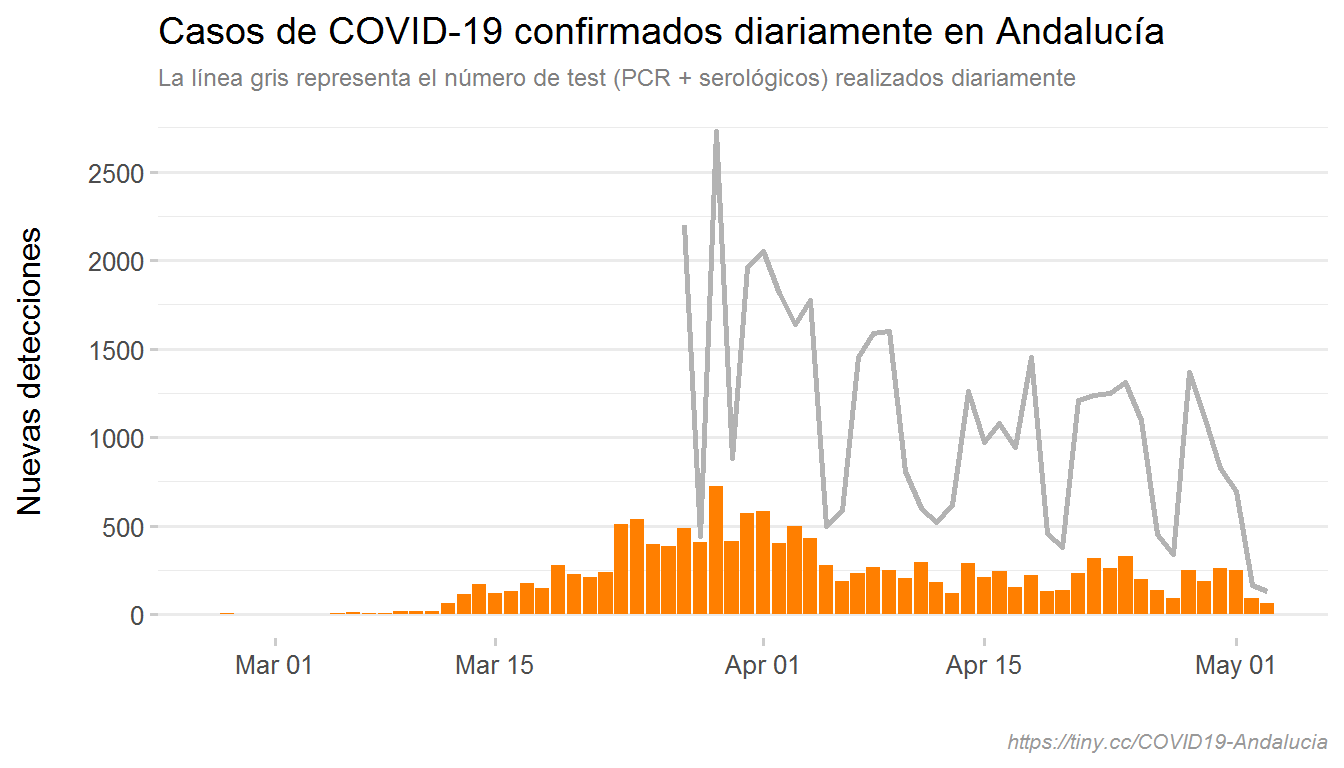 Casos de COVID-19 confirmados diariamente en Andalucía
La línea gris representa el número de test (PCR + serológicos) realizados diariamente
Nuevas detecciones
2500
2000
1500
1000
500
0
Mar 01 Mar 15 Apr 01 Apr 15 May 01
https://tiny.cc/COVID19-Andalucia